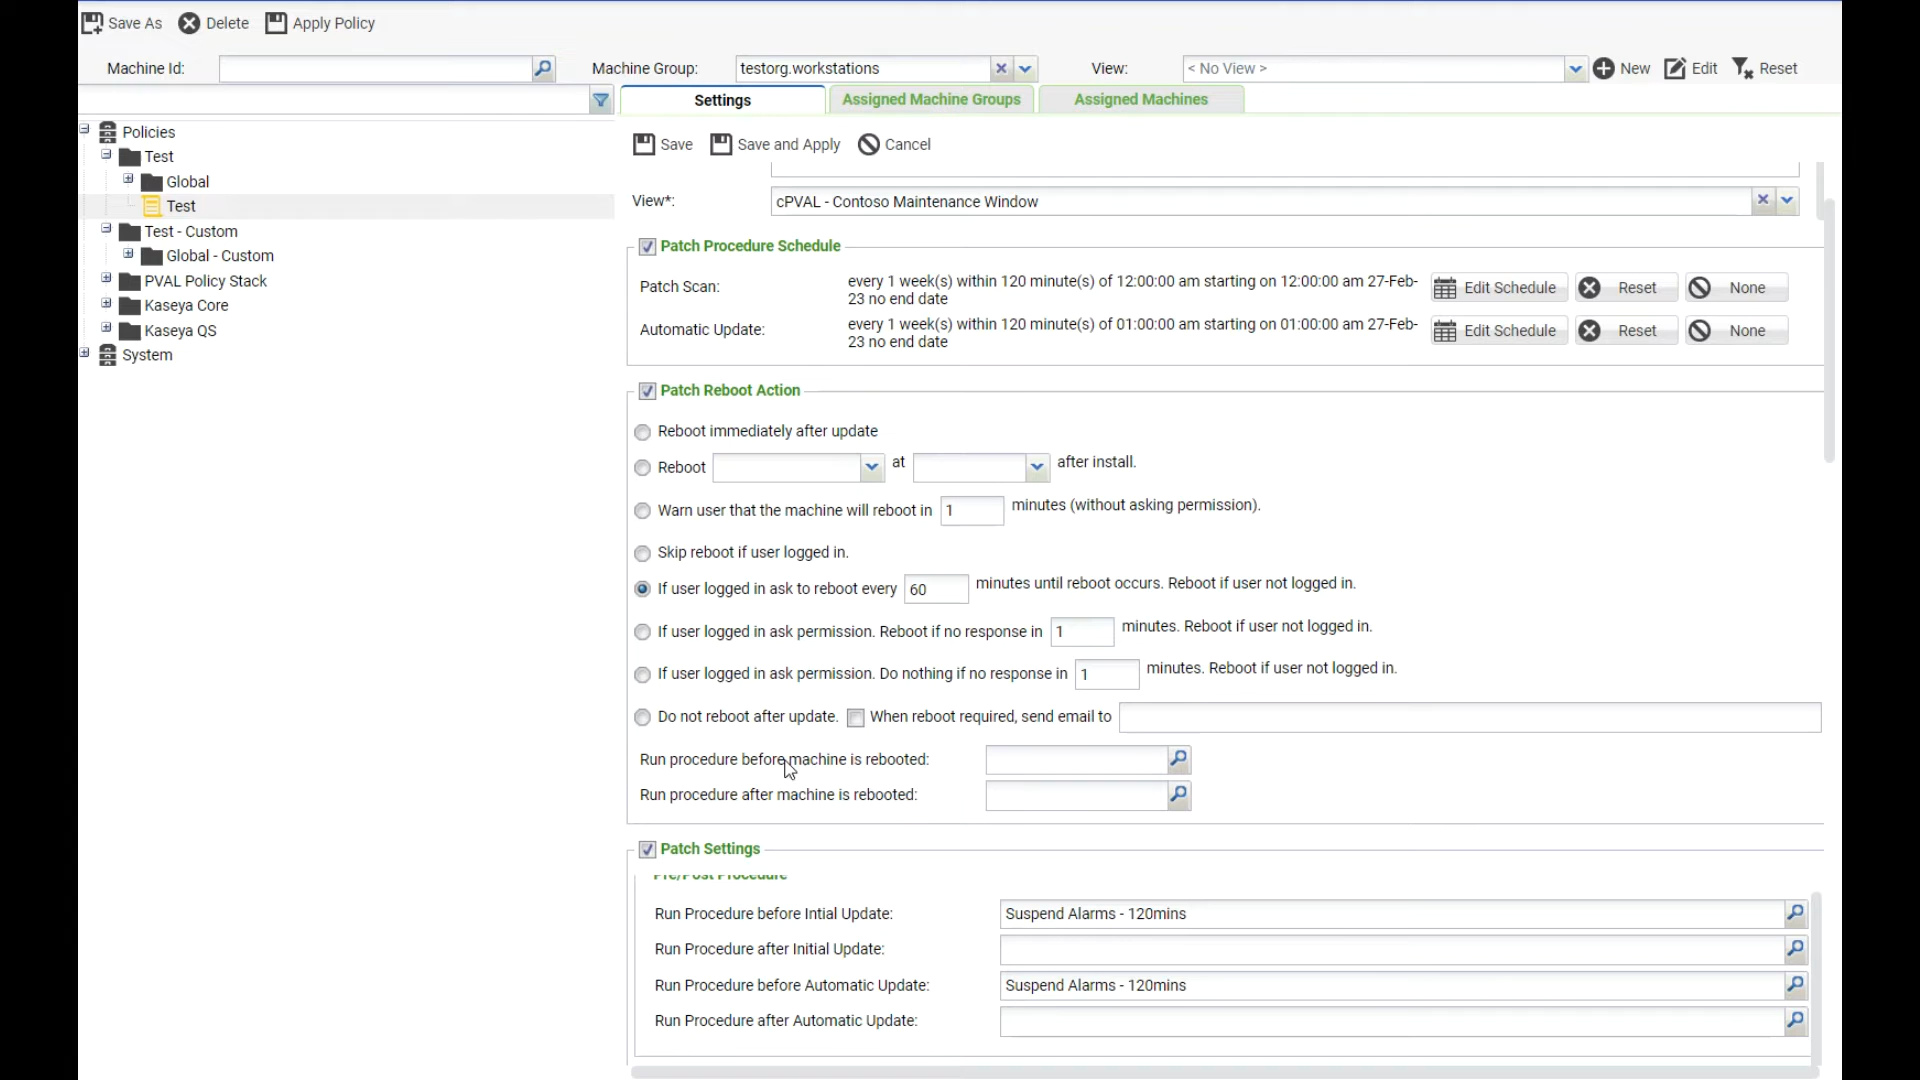 Save As Delete Apply Policy
Machine Id: Machine Group: testorg.workstations View: < No View > New Edit Reset
Settings Assigned Machine Groups Assigned Machines
Policies
Test
Global
Test
Test - Custom
Global - Custom
PVAL Policy Stack
Kaseya Core
Kaseya QS
System
Save Save and Apply Cancel
View*: cPVAL - Contoso Maintenance Window
Patch Procedure Schedule
Patch Scan: every 1 week(s) within 120 minute(s) of 12:00:00 am starting on 12:00:00 am 27-Feb-
23 no end date
Edit Schedule Reset None
Automatic Update: every 1 week(s) within 120 minute(s) of 01:00:00 am starting on 01:00:00 am 27-Feb-
23 no end date
Edit Schedule Reset None
Patch Reboot Action
Reboot immediately after update
Reboot at after install.
Warn user that the machine will reboot in 1 minutes (without asking permission).
Skip reboot if user logged in.
If user logged in ask to reboot every 60 minutes until reboot occurs. Reboot if user not logged in.
If user logged in ask permission. Reboot if no response in 1 minutes. Reboot if user not logged in.
If user logged in ask permission. Do nothing if no response in 1 minutes. Reboot if user not logged in.
Do not reboot after update. When reboot required, send email to
Run procedure before machine is rebooted:
Run procedure after machine is rebooted:
Patch Settings
Pre/Post Procedure
Run Procedure before Intial Update: Suspend Alarms - 120mins
Run Procedure after Initial Update:
Run Procedure before Automatic Update: Suspend Alarms - 120mins
Run Procedure after Automatic Update: